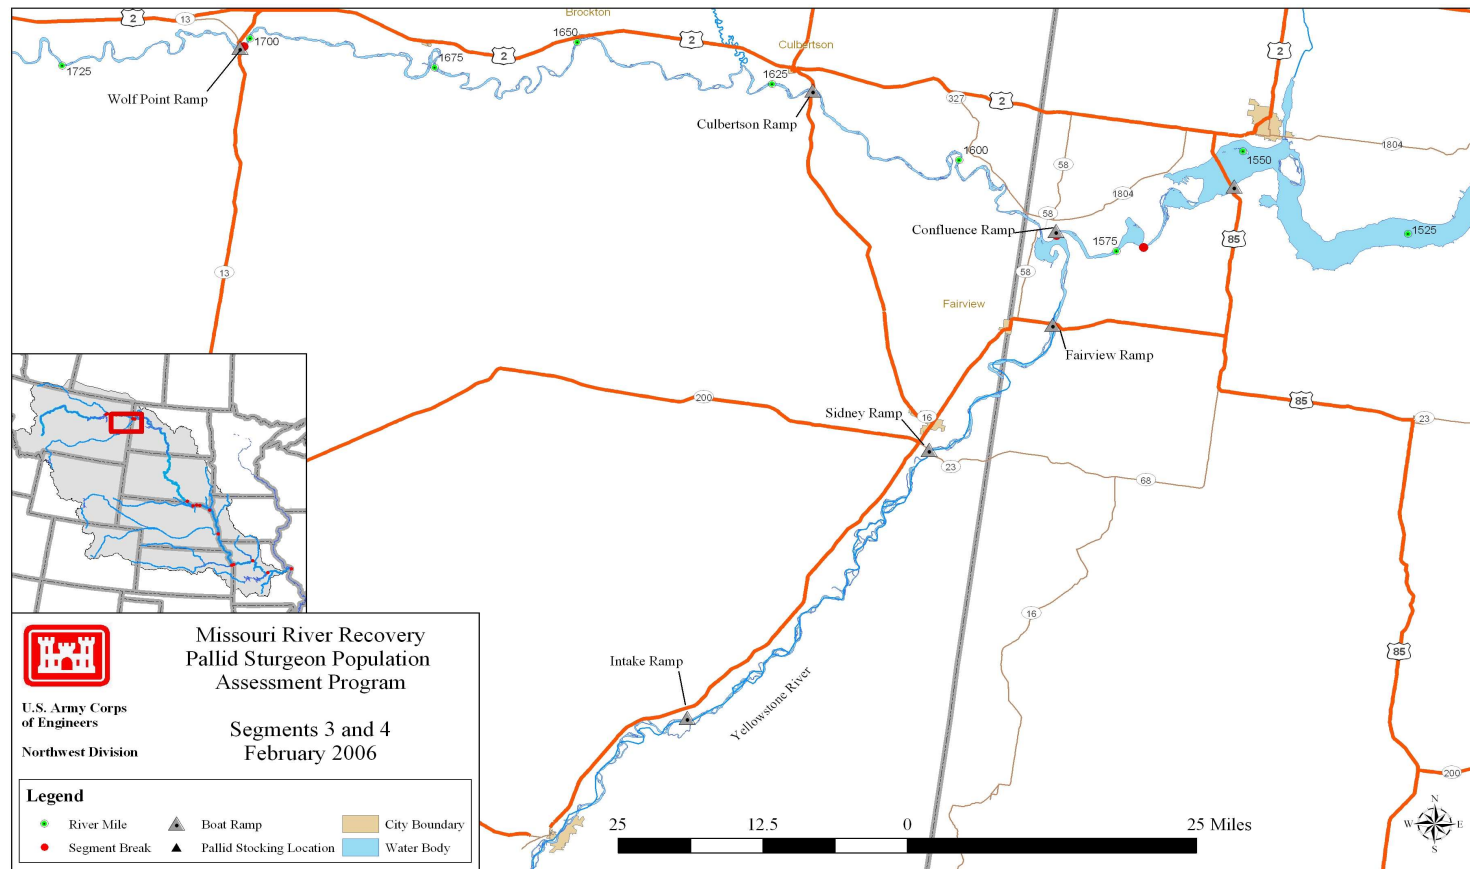 2
13
Brockton
1650
2
1700
2
1675
1725
Wolf Point Ramp
Culbertson
1625
Culbertson Ramp
327
2
2
1600
58
1804
1804
1550
58
Confluence Ramp
1575
85
1525
13
58
Fairview
Fairview Ramp
200
Sidney Ramp
16
23
68
85
23
16
Intake Ramp
Yellowstone River
85
200
Missouri River Recovery
Pallid Sturgeon Population
Assessment Program
U.S. Army Corps
of Engineers
Northwest Division
Segments 3 and 4
February 2006
Legend
River Mile
Boat Ramp
City Boundary
Segment Break
Pallid Stocking Location
Water Body
25 12.5 0 25 Miles
N
W E
S